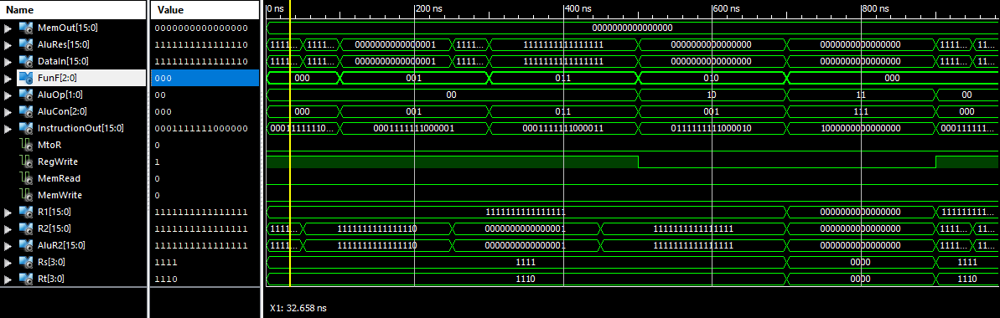 Name Value 0 ns 200 ns 400 ns 600 ns 800 ns
MemOut[15:0] 0000000000000000 0000000000000000
AluRes[15:0] 1111111111111110 1111... 1111... 0000000000000001 1111... 1111111111111111 0000000000000000 0000000000000000 1111... 11...
DataIn[15:0] 1111111111111110 1111... 1111... 0000000000000001 1111... 1111111111111111 0000000000000000 0000000000000000 1111... 11...
FunF[2:0] 000 000 001 011 010 000
AluOp[1:0] 00 00 10 11 00
AluCon[2:0] 000 000 001 011 001 111 000
InstructionOut[15:0] 0001111111000000 00011111110... 0001111111000001 0001111111000011 0111111111000010 1000000000000000 000111111...
MtoR 0
RegWrite 1
MemRead 0
MemWrite 0
R1[15:0] 1111111111111111 1111111111111111 0000000000000000 111111111...
R2[15:0] 1111111111111111 1111... 1111111111111110 0000000000000001 1111111111111111 0000000000000000 1111... 11...
AluR2[15:0] 1111111111111111 1111... 1111111111111110 0000000000000001 1111111111111111 0000000000000000 1111... 11...
Rs[3:0] 1111 1111 0000 1111
Rt[3:0] 1110 1110 0000 1110
X1: 32.658 ns